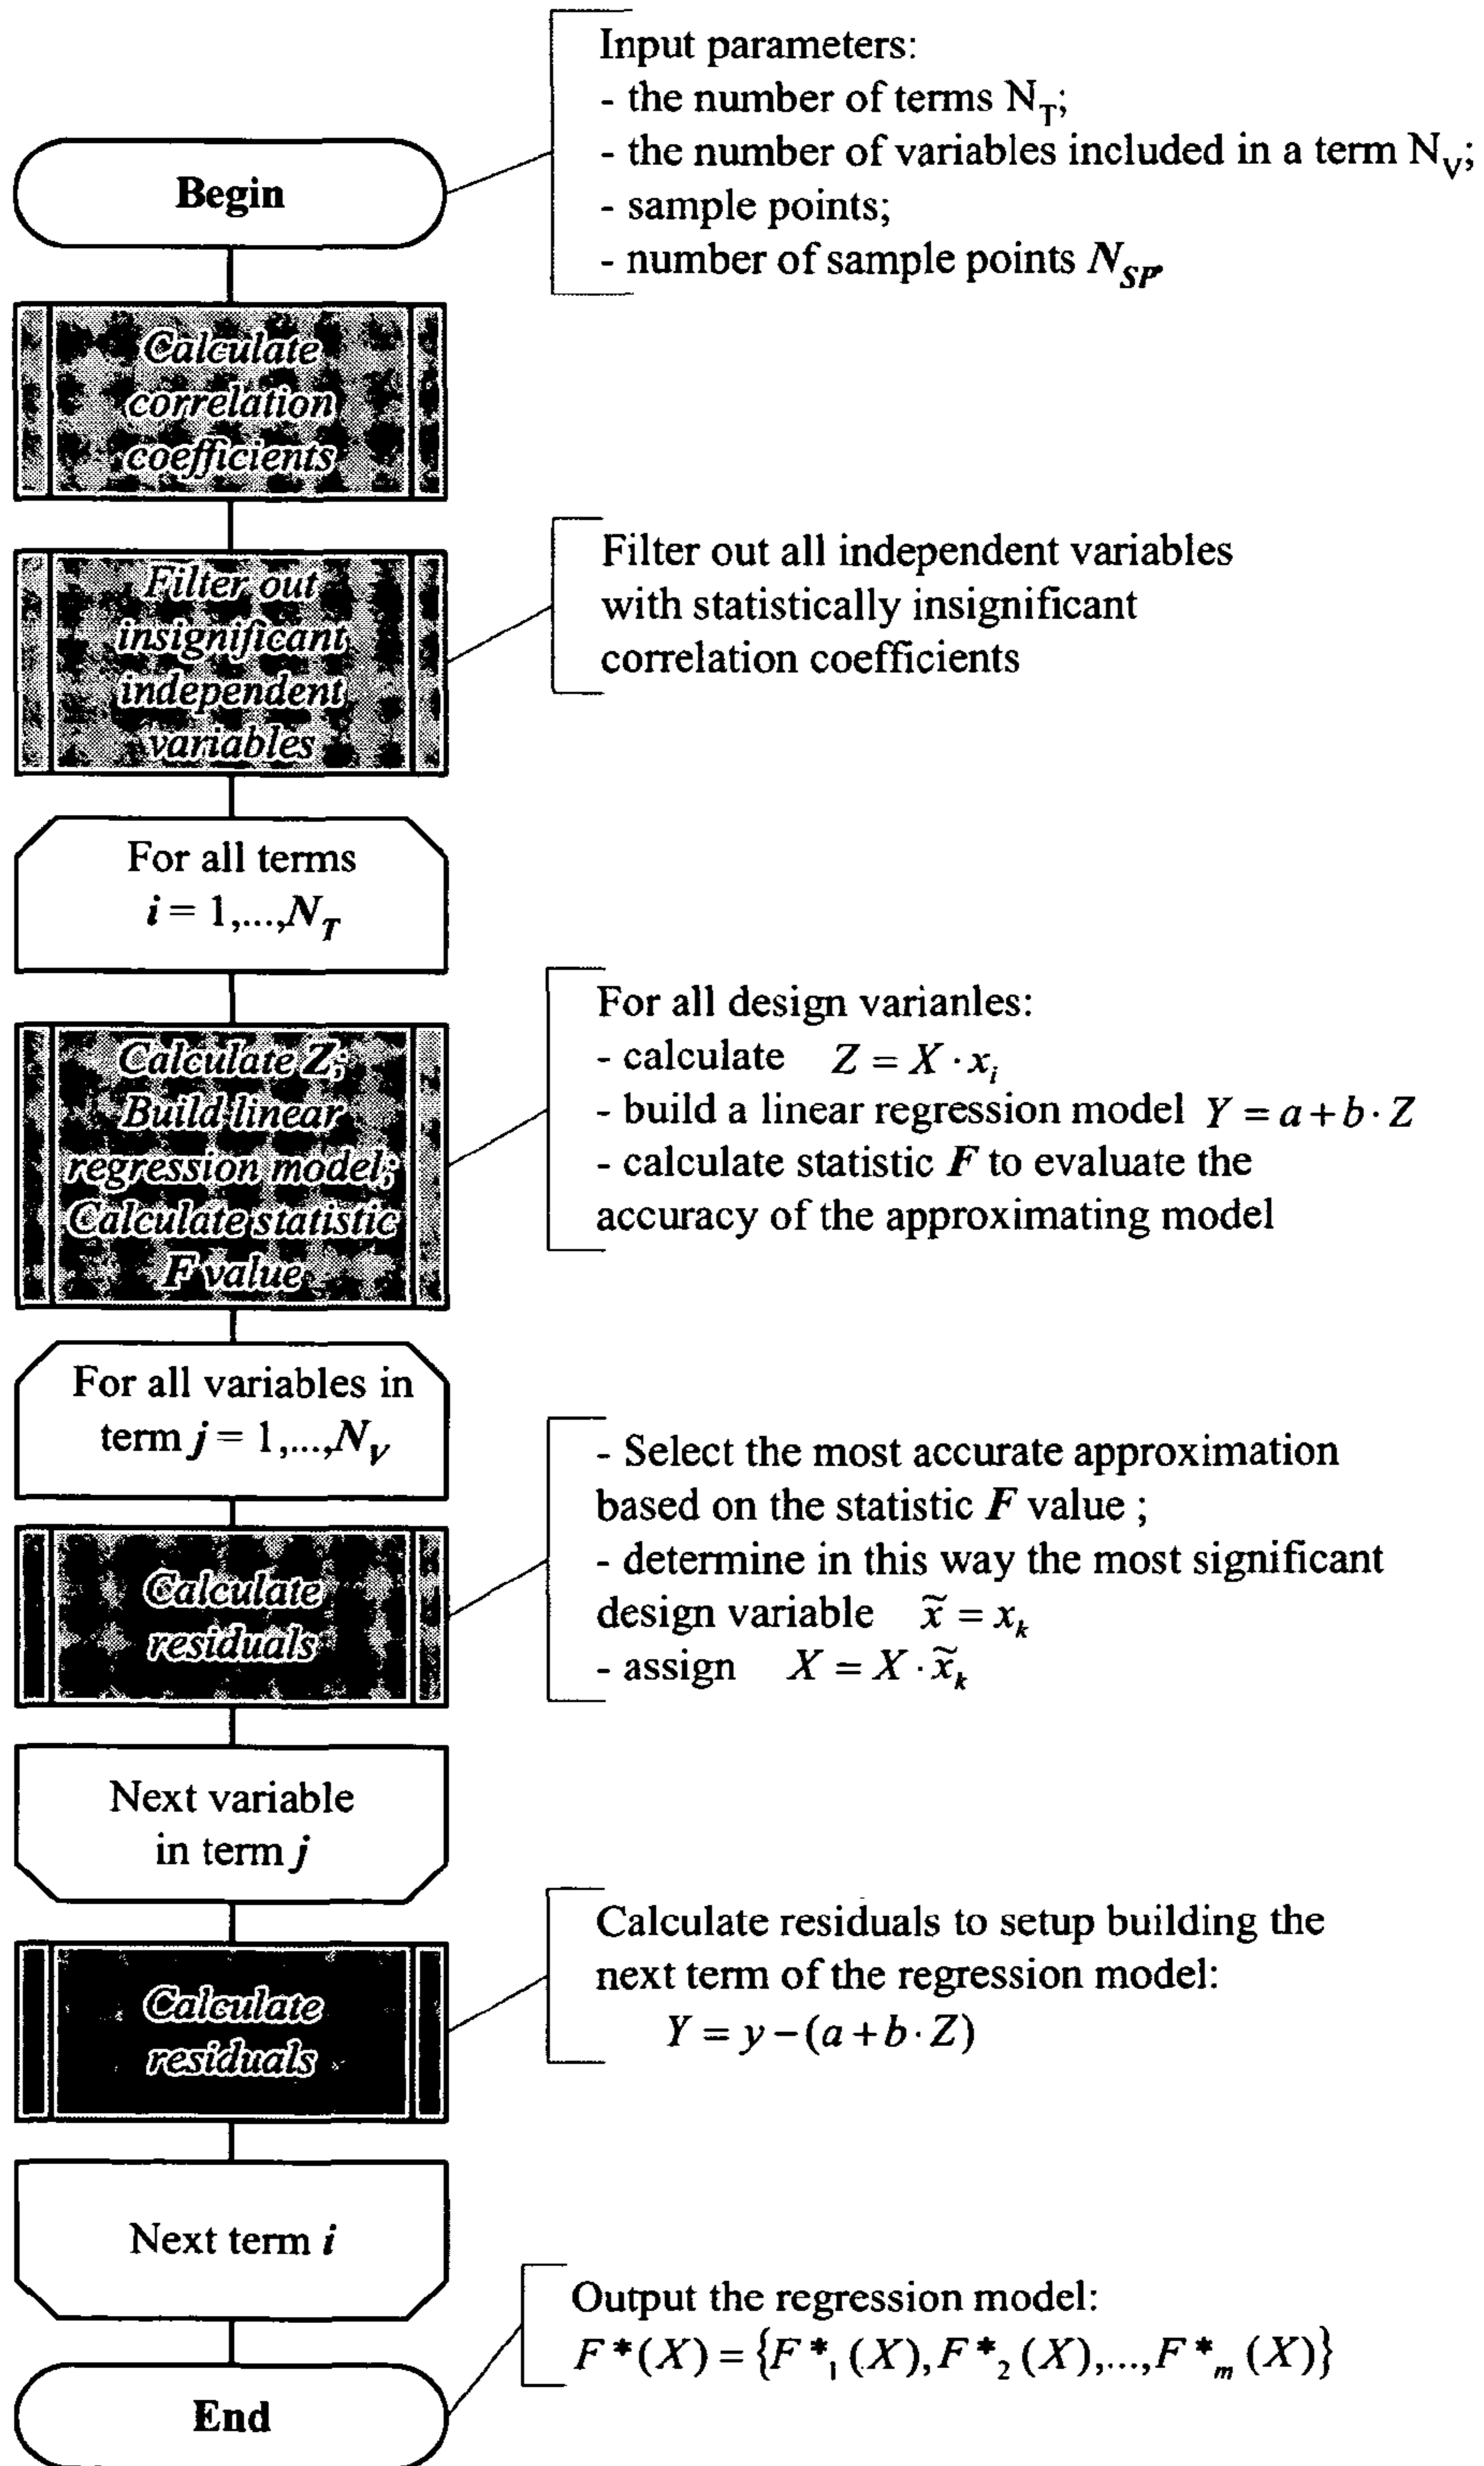 Input parameters:
- the number of terms N_T;
- the number of variables included in a term N_V;
- sample points;
- number of sample points N_SP.
Begin
Calculate
correlation
coefficients
Filter out
insignificant
independent
variables
Filter out all independent variables
with statistically insignificant
correlation coefficients
For all terms
i = 1,...,N_T
Calculate Z;
Build linear
regression model;
Calculate statistic
F value
For all design varianles:
- calculate Z = X · x_i
- build a linear regression model Y = a + b · Z
- calculate statistic F to evaluate the
accuracy of the approximating model
For all variables in
term j = 1,...,N_V
Calculate
residuals
- Select the most accurate approximation
based on the statistic F value ;
- determine in this way the most significant
design variable x̃ = x_k
- assign X = X · x̃_k
Next variable
in term j
Calculate
residuals
Calculate residuals to setup building the
next term of the regression model:
Y = y − (a + b · Z)
Next term i
Output the regression model:
F*(X) = {F*_1(X), F*_2(X),..., F*_m(X)}
End